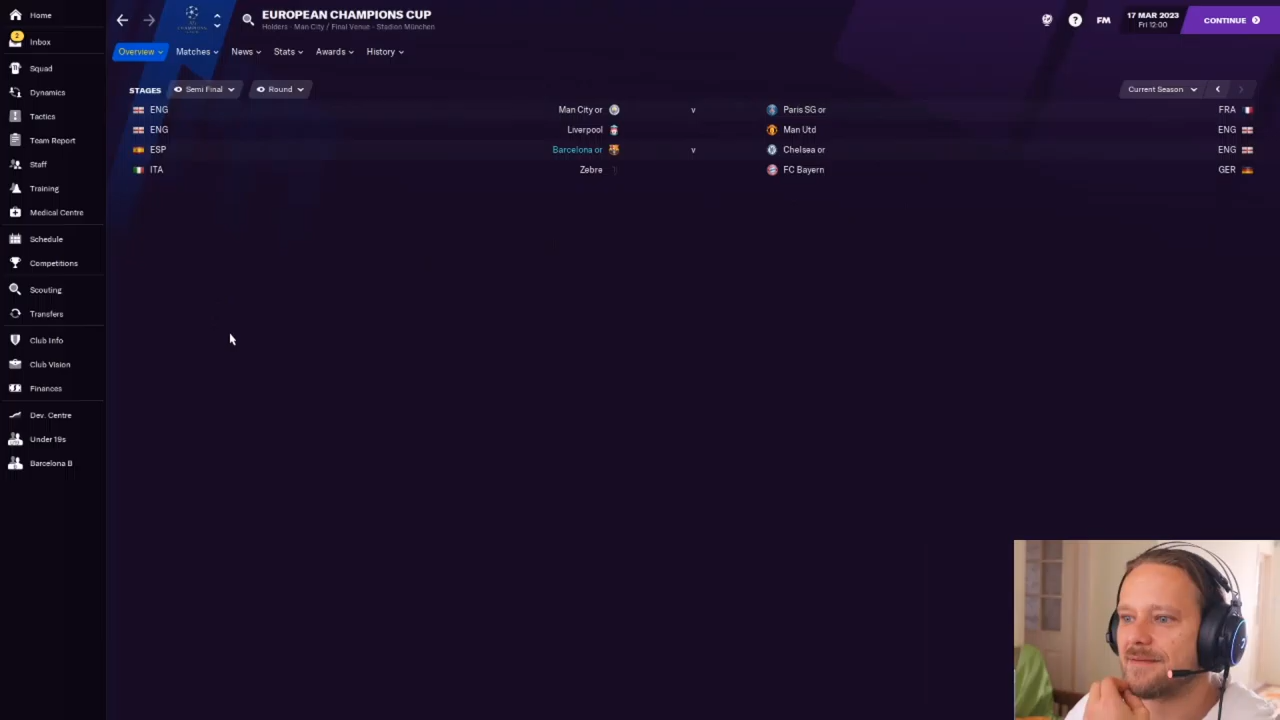 Home
EUROPEAN CHAMPIONS CUP
Holders - Man City / Final Venue - Stadion München
FM
17 MAR 2023
Fri 12:00
CONTINUE
2
Inbox
Overview
Matches
News
Stats
Awards
History
Squad
Dynamics
Tactics
Team Report
Staff
Training
Medical Centre
Schedule
Competitions
Scouting
Transfers
Club Info
Club Vision
Finances
Dev. Centre
Under 19s
Barcelona B
STAGES
Semi Final
Round
Current Season
ENG Man City or v Paris SG or FRA
ENG Liverpool Man Utd ENG
ESP Barcelona or v Chelsea or ENG
ITA Zebre FC Bayern GER